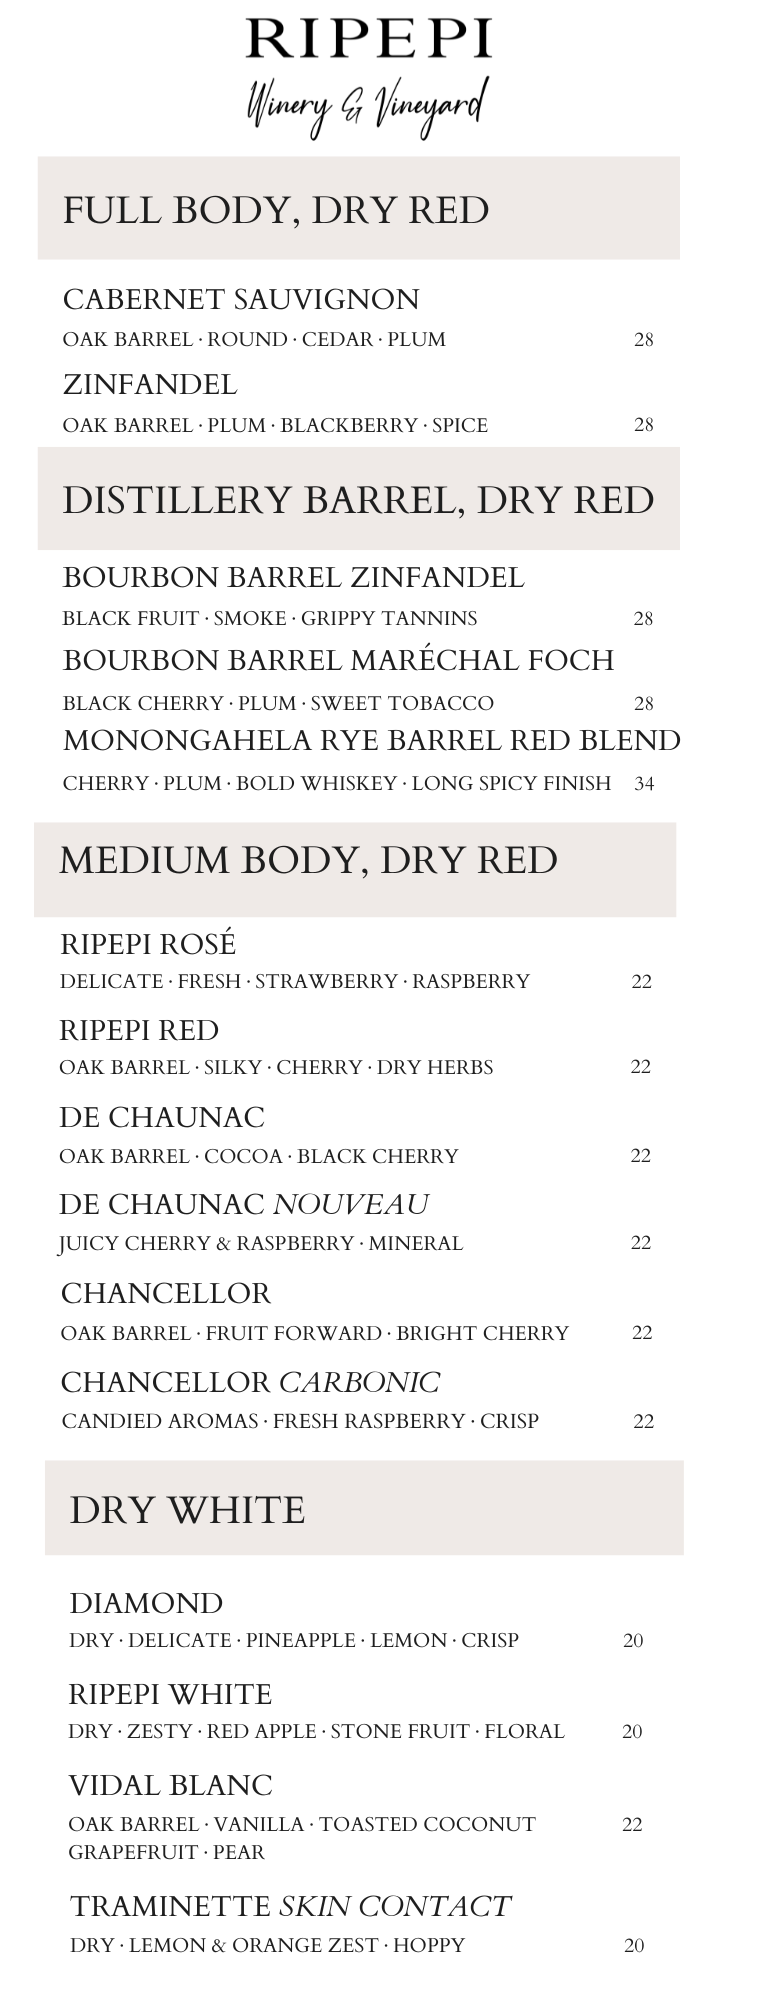 RIPEPI
Winery & Vineyard
FULL BODY, DRY RED
CABERNET SAUVIGNON
OAK BARREL · ROUND · CEDAR · PLUM 28
ZINFANDEL
OAK BARREL · PLUM · BLACKBERRY · SPICE 28
DISTILLERY BARREL, DRY RED
BOURBON BARREL ZINFANDEL
BLACK FRUIT · SMOKE · GRIPPY TANNINS 28
BOURBON BARREL MARÉCHAL FOCH
BLACK CHERRY · PLUM · SWEET TOBACCO 28
MONONGAHELA RYE BARREL RED BLEND
CHERRY · PLUM · BOLD WHISKEY · LONG SPICY FINISH 34
MEDIUM BODY, DRY RED
RIPEPI ROSÉ
DELICATE · FRESH · STRAWBERRY · RASPBERRY 22
RIPEPI RED
OAK BARREL · SILKY · CHERRY · DRY HERBS 22
DE CHAUNAC
OAK BARREL · COCOA · BLACK CHERRY 22
DE CHAUNAC NOUVEAU
JUICY CHERRY & RASPBERRY · MINERAL 22
CHANCELLOR
OAK BARREL · FRUIT FORWARD · BRIGHT CHERRY 22
CHANCELLOR CARBONIC
CANDIED AROMAS · FRESH RASPBERRY · CRISP 22
DRY WHITE
DIAMOND
DRY · DELICATE · PINEAPPLE · LEMON · CRISP 20
RIPEPI WHITE
DRY · ZESTY · RED APPLE · STONE FRUIT · FLORAL 20
VIDAL BLANC
OAK BARREL · VANILLA · TOASTED COCONUT 22
GRAPEFRUIT · PEAR
TRAMINETTE SKIN CONTACT
DRY · LEMON & ORANGE ZEST · HOPPY 20